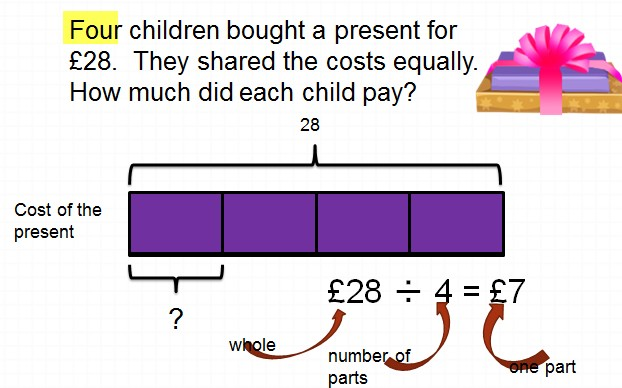 Four children bought a present for
£28.  They shared the costs equally.
How much did each child pay?
28
Cost of the
present
?
£28 ÷ 4 = £7
whole
number of
parts
one part